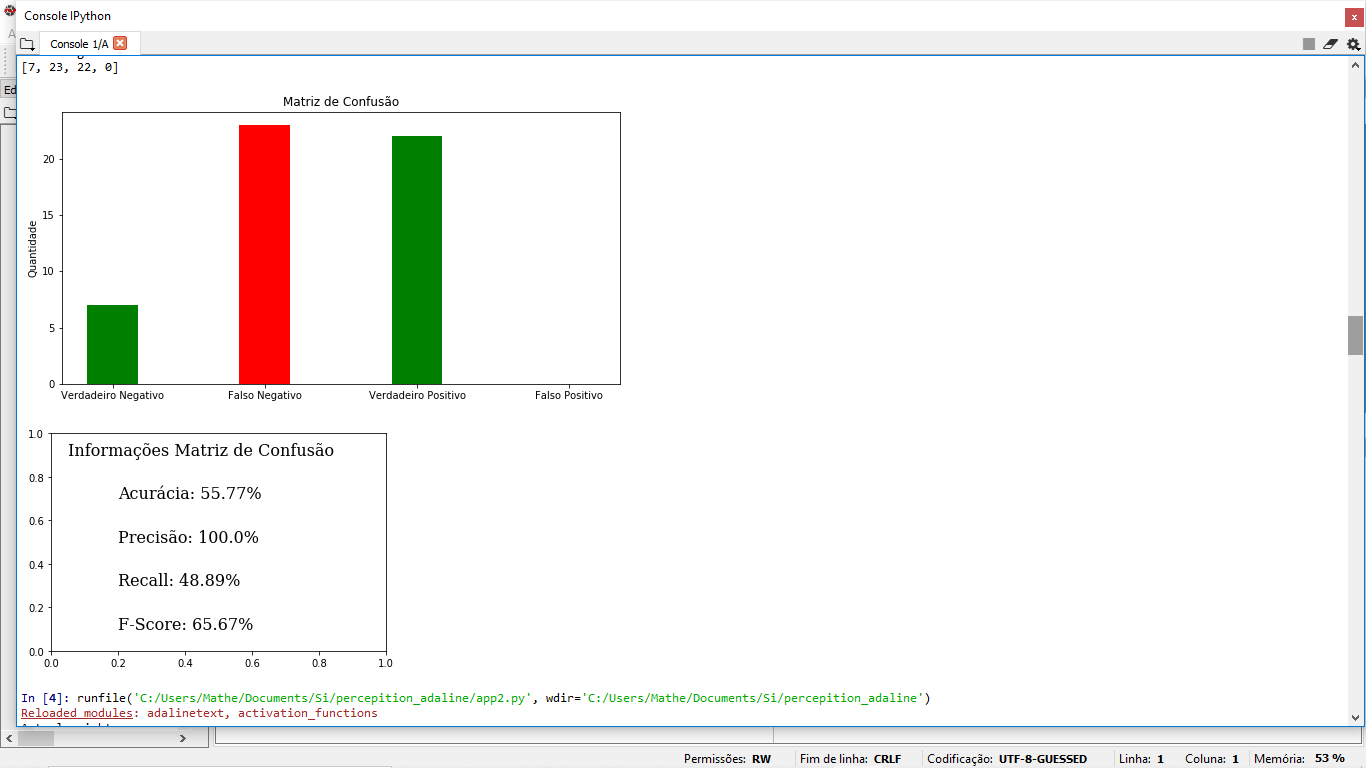 Console IPython
x
Console 1/A
[7, 23, 22, 0]
Ed
Matriz de Confusão
Quantidade
20
15
10
5
0
Verdadeiro Negativo Falso Negativo Verdadeiro Positivo Falso Positivo
1.0
0.8
0.6
0.4
0.2
0.0
Informações Matriz de Confusão
Acurácia: 55.77%
Precisão: 100.0%
Recall: 48.89%
F-Score: 65.67%
0.0 0.2 0.4 0.6 0.8 1.0
In [4]: runfile('C:/Users/Mathe/Documents/Si/percepition_adaline/app2.py', wdir='C:/Users/Mathe/Documents/Si/percepition_adaline')
Reloaded modules: adalinetext, activation_functions
Permissões: RW Fim de linha: CRLF Codificação: UTF-8-GUESSED Linha: 1 Coluna: 1 Memória: 53 %